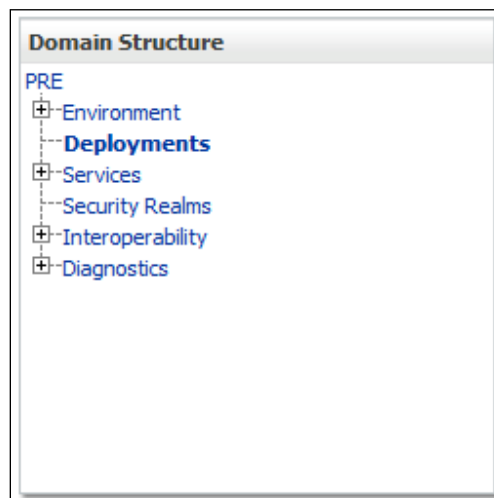 Domain Structure
PRE
Environment
Deployments
Services
Security Realms
Interoperability
Diagnostics